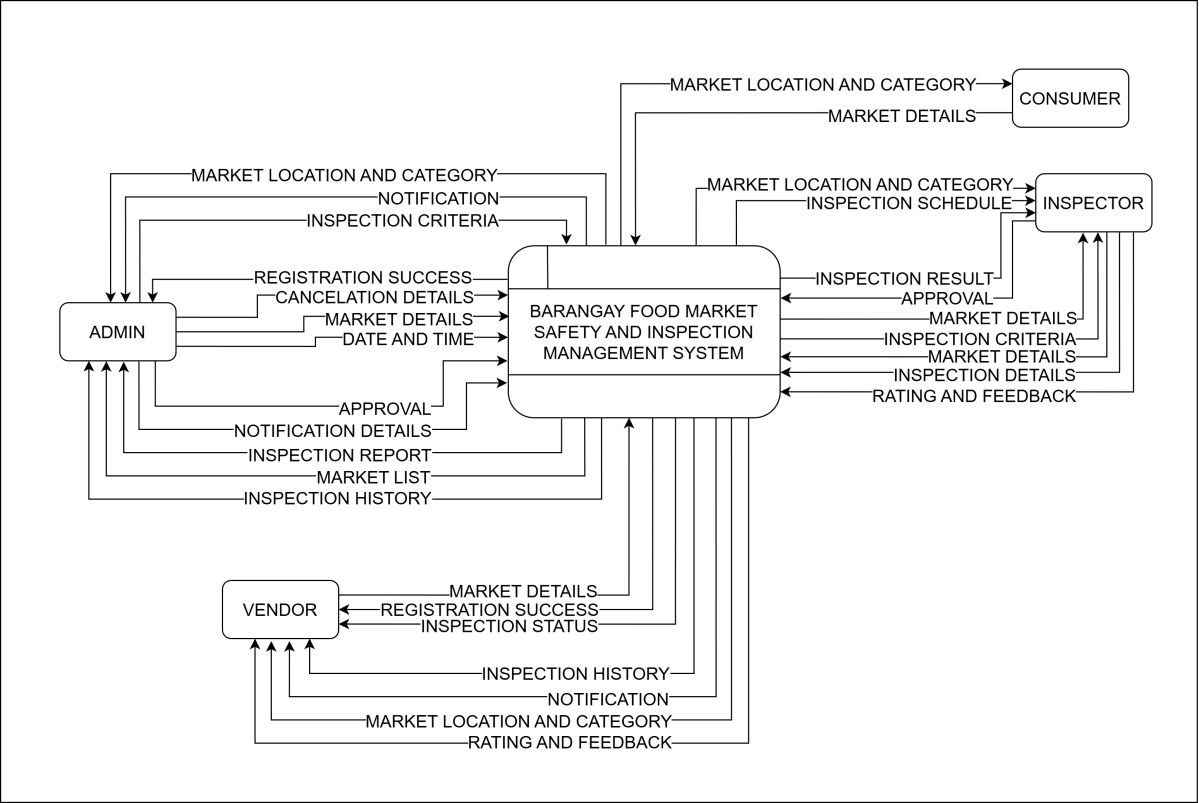 MARKET LOCATION AND CATEGORY
CONSUMER
MARKET DETAILS
MARKET LOCATION AND CATEGORY
NOTIFICATION
INSPECTION CRITERIA
MARKET LOCATION AND CATEGORY
INSPECTION SCHEDULE
INSPECTOR
REGISTRATION SUCCESS
CANCELATION DETAILS
MARKET DETAILS
DATE AND TIME
ADMIN
BARANGAY FOOD MARKET
SAFETY AND INSPECTION
MANAGEMENT SYSTEM
INSPECTION RESULT
APPROVAL
MARKET DETAILS
INSPECTION CRITERIA
MARKET DETAILS
INSPECTION DETAILS
RATING AND FEEDBACK
APPROVAL
NOTIFICATION DETAILS
INSPECTION REPORT
MARKET LIST
INSPECTION HISTORY
VENDOR
MARKET DETAILS
REGISTRATION SUCCESS
INSPECTION STATUS
INSPECTION HISTORY
NOTIFICATION
MARKET LOCATION AND CATEGORY
RATING AND FEEDBACK